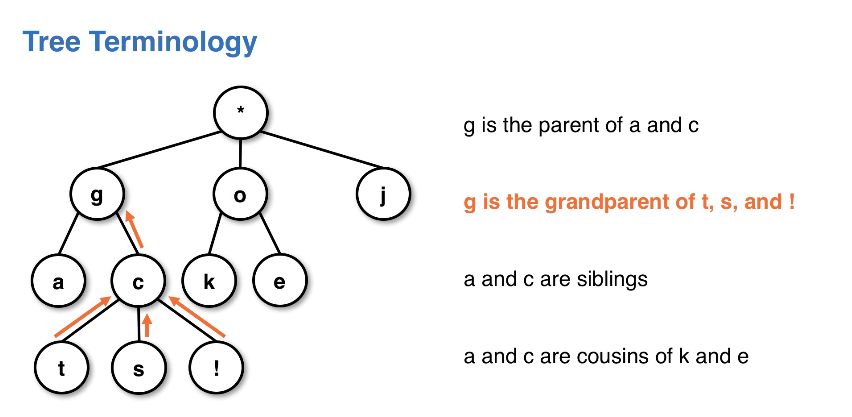 Tree Terminology
*
g is the parent of a and c
g o j
g is the grandparent of t, s, and !
a c k e
a and c are siblings
t s !
a and c are cousins of k and e